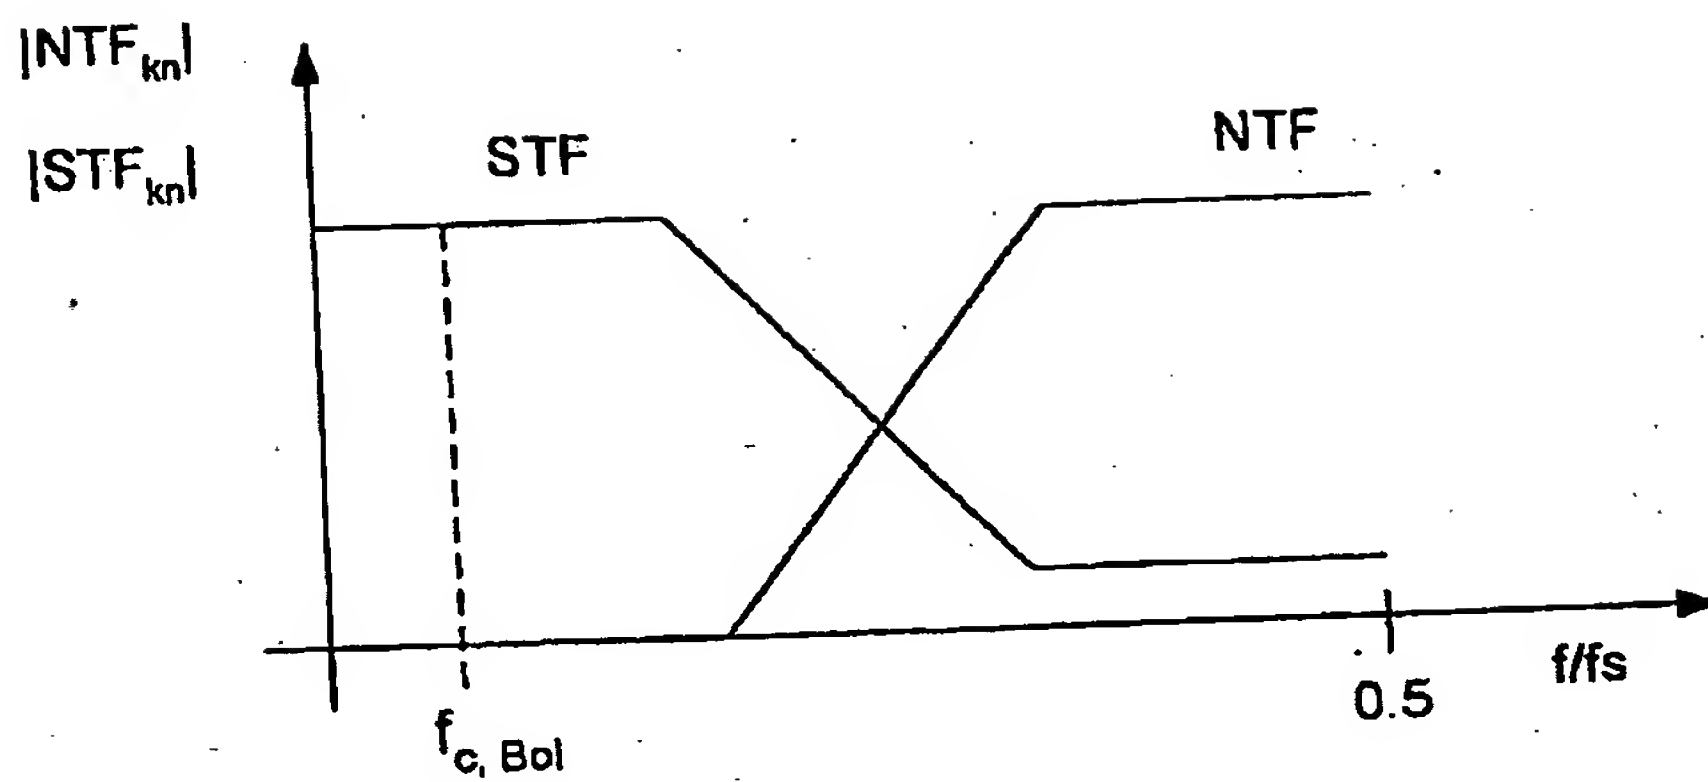 |NTF_kn|
|STF_kn|
STF
NTF
f/fs
0.5
f_c, Bol